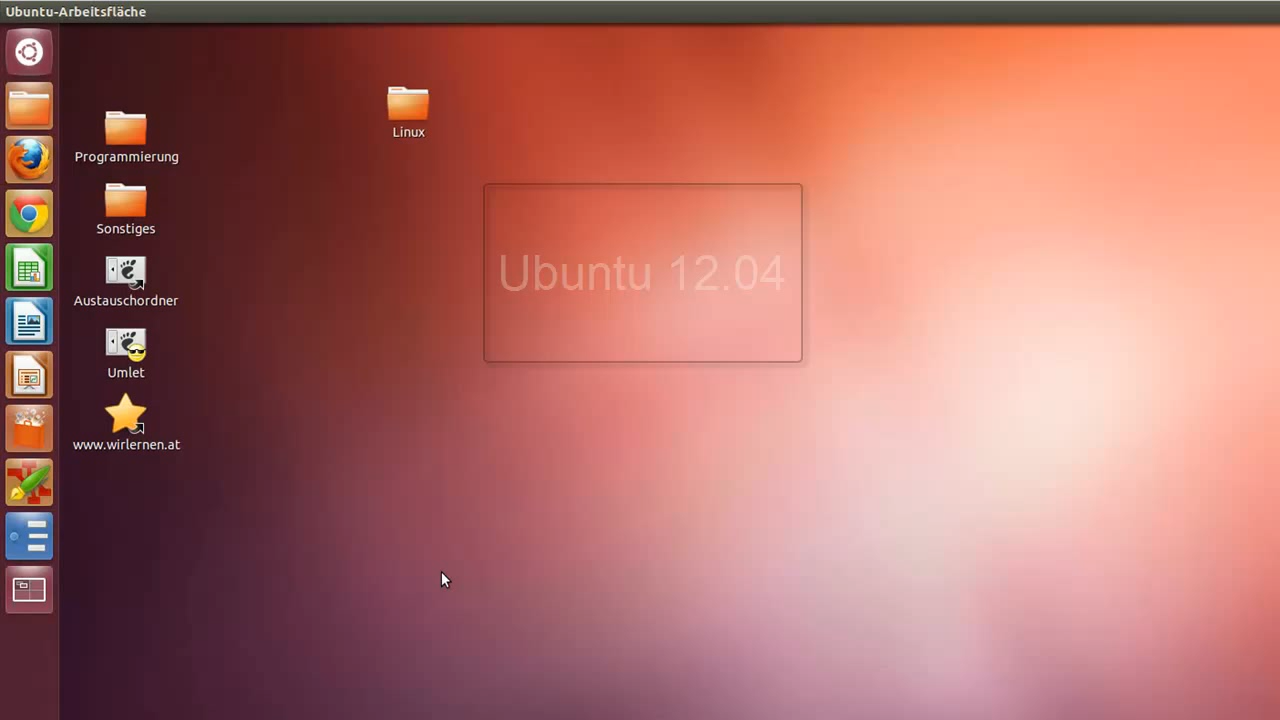 Ubuntu-Arbeitsfläche
Linux
Programmierung
Sonstiges
Ubuntu 12.04
Austauschordner
Umlet
www.wirlernen.at